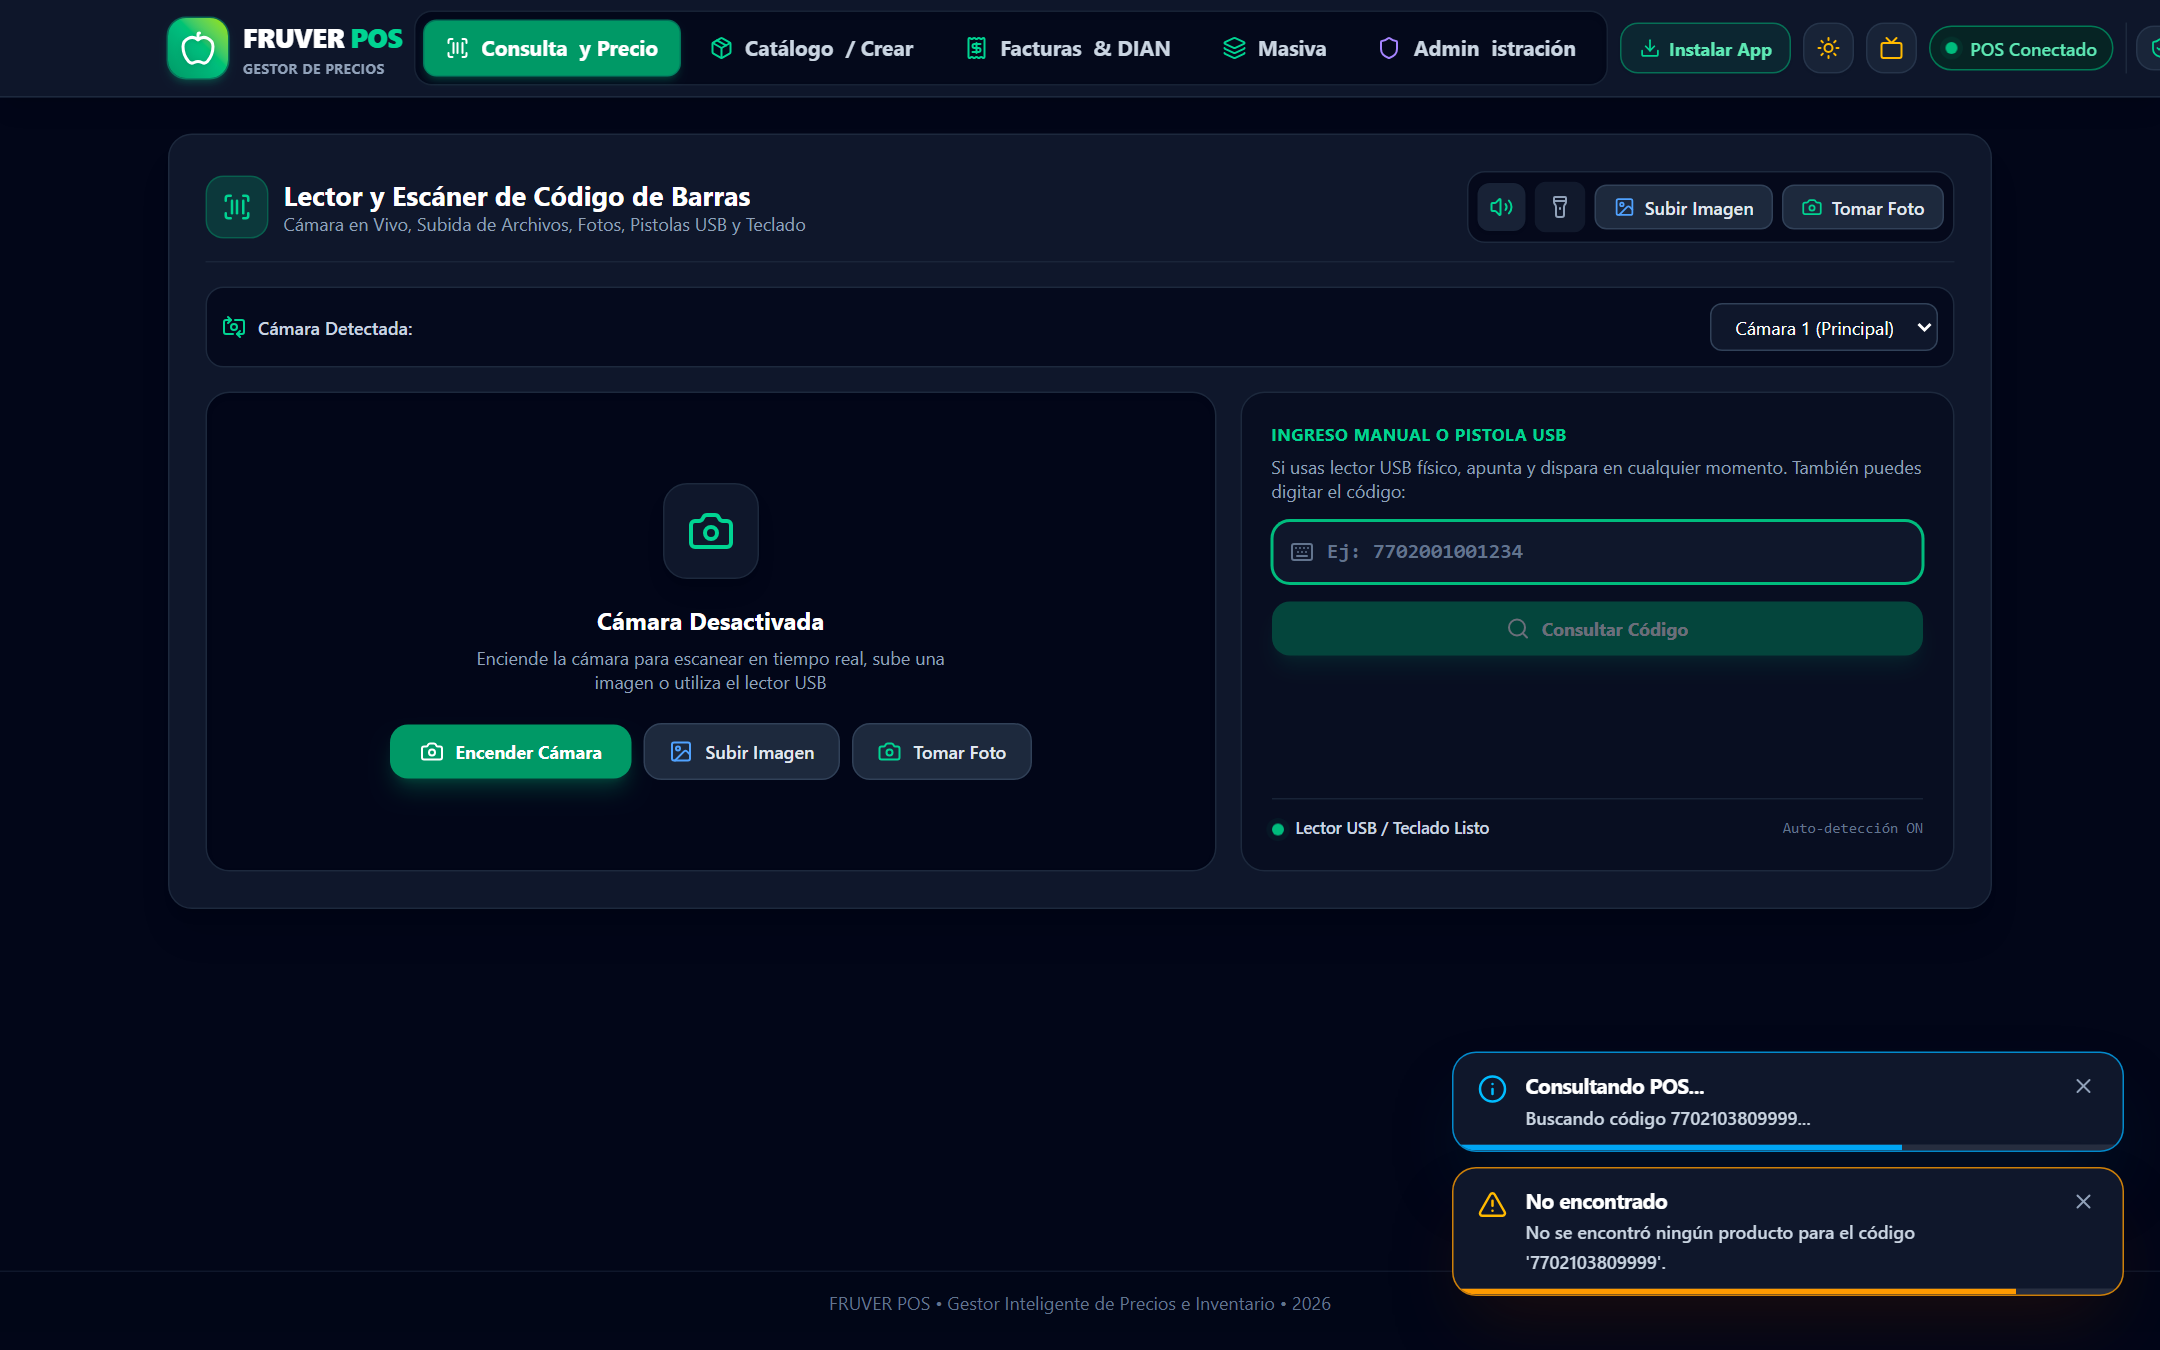 FRUVER POS
GESTOR DE PRECIOS
Consulta y Precio
Catálogo / Crear
Facturas & DIAN
Masiva
Admin istración
Instalar App
POS Conectado
Lector y Escáner de Código de Barras
Cámara en Vivo, Subida de Archivos, Fotos, Pistolas USB y Teclado
Subir Imagen
Tomar Foto
Cámara Detectada:
Cámara 1 (Principal)
Cámara Desactivada
Enciende la cámara para escanear en tiempo real, sube una
imagen o utiliza el lector USB
Encender Cámara
Subir Imagen
Tomar Foto
INGRESO MANUAL O PISTOLA USB
Si usas lector USB físico, apunta y dispara en cualquier momento. También puedes
digitar el código:
Ej: 7702001001234
Consultar Código
Lector USB / Teclado Listo
Auto-detección ON
Consultando POS...
Buscando código 7702103809999...
No encontrado
No se encontró ningún producto para el código
'7702103809999'.
FRUVER POS • Gestor Inteligente de Precios e Inventario • 2026